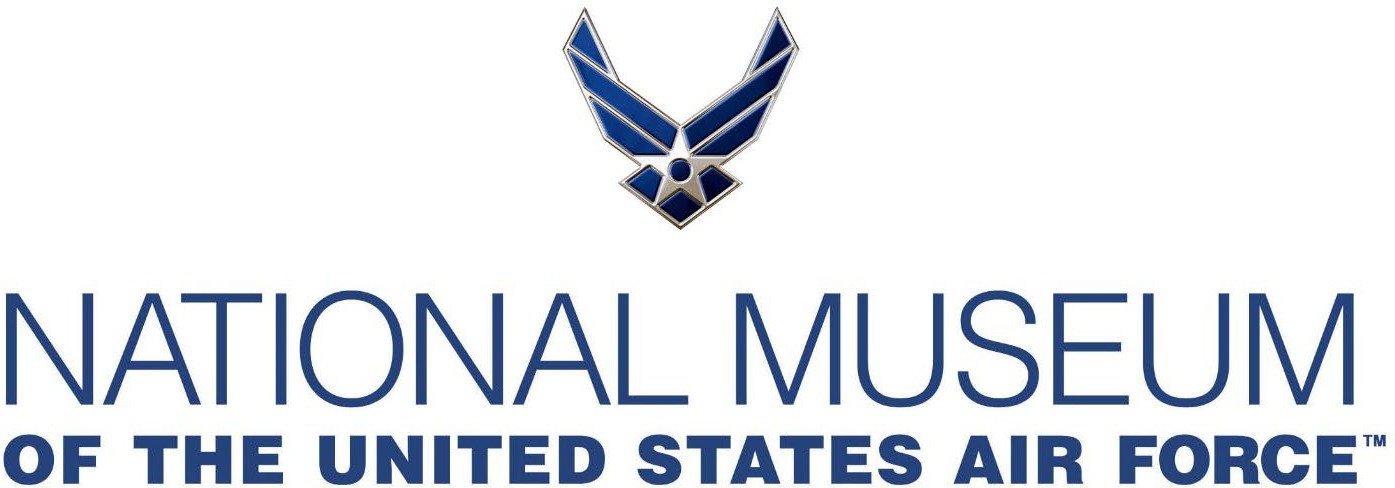 NATIONAL MUSEUM
OF THE UNITED STATES AIR FORCE™